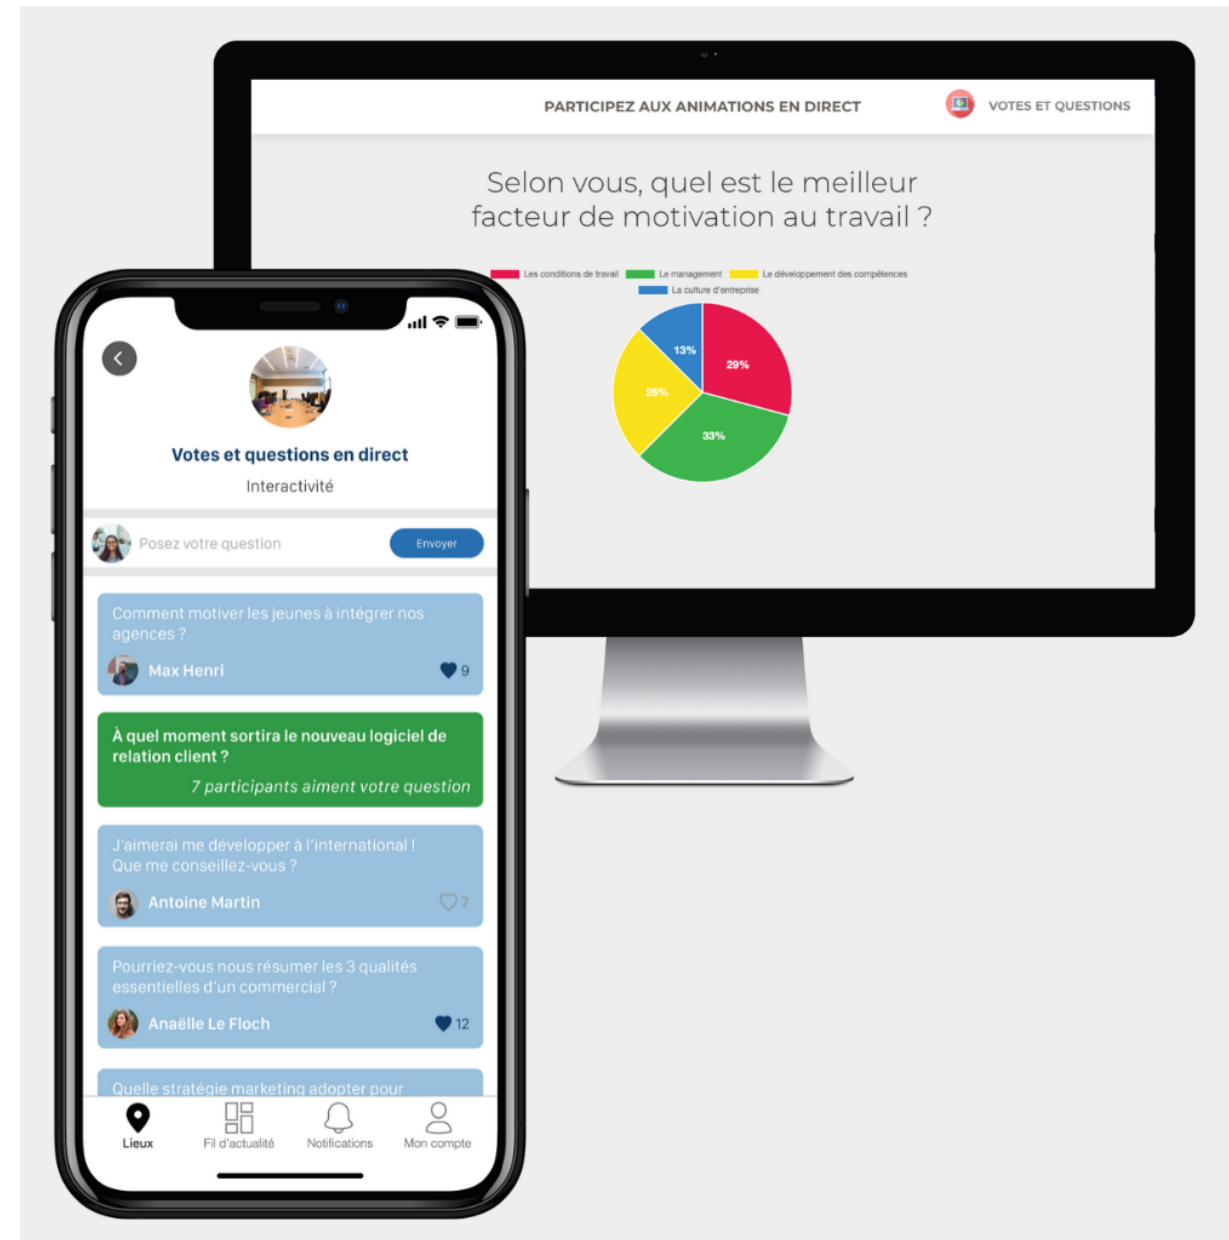 PARTICIPEZ AUX ANIMATIONS EN DIRECT
VOTES ET QUESTIONS
Selon vous, quel est le meilleur
facteur de motivation au travail ?
Les conditions de travail
Le management
Le développement des compétences
La culture d'entreprise
13%
29%
25%
33%
Votes et questions en direct
Interactivité
Posez votre question
Envoyer
Comment motiver les jeunes à intégrer nos
agences ?
Max Henri
9
À quel moment sortira le nouveau logiciel de
relation client ?
7 participants aiment votre question
J'aimerai me développer à l'international !
Que me conseillez-vous ?
Antoine Martin
7
Pourriez-vous nous résumer les 3 qualités
essentielles d'un commercial ?
Anaëlle Le Floch
12
Quelle stratégie marketing adopter pour
Lieux
Fil d'actualité
Notifications
Mon compte